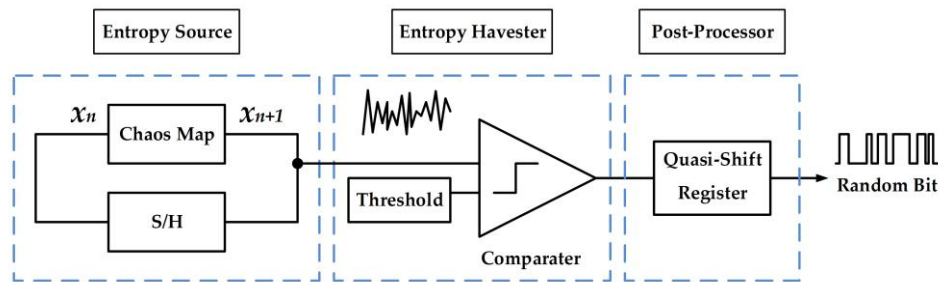 Entropy Source
Entropy Havester
Post-Processor
xn
Chaos Map
xn+1
S/H
Threshold
Comparater
Quasi-Shift
Register
Random Bit